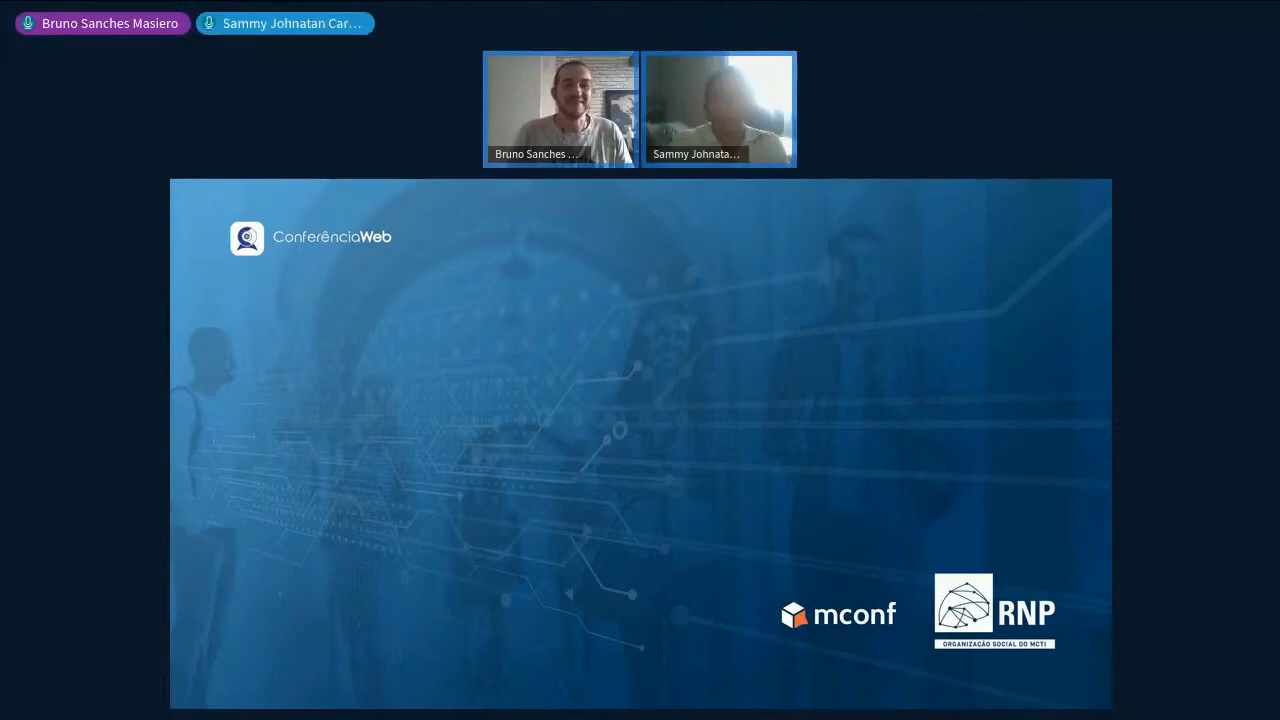 Bruno Sanches Masiero
Sammy Johnatan Car...
Bruno Sanches ...
Sammy Johnata...
ConferênciaWeb
mconf
RNP
ORGANIZAÇÃO SOCIAL DO MCTI